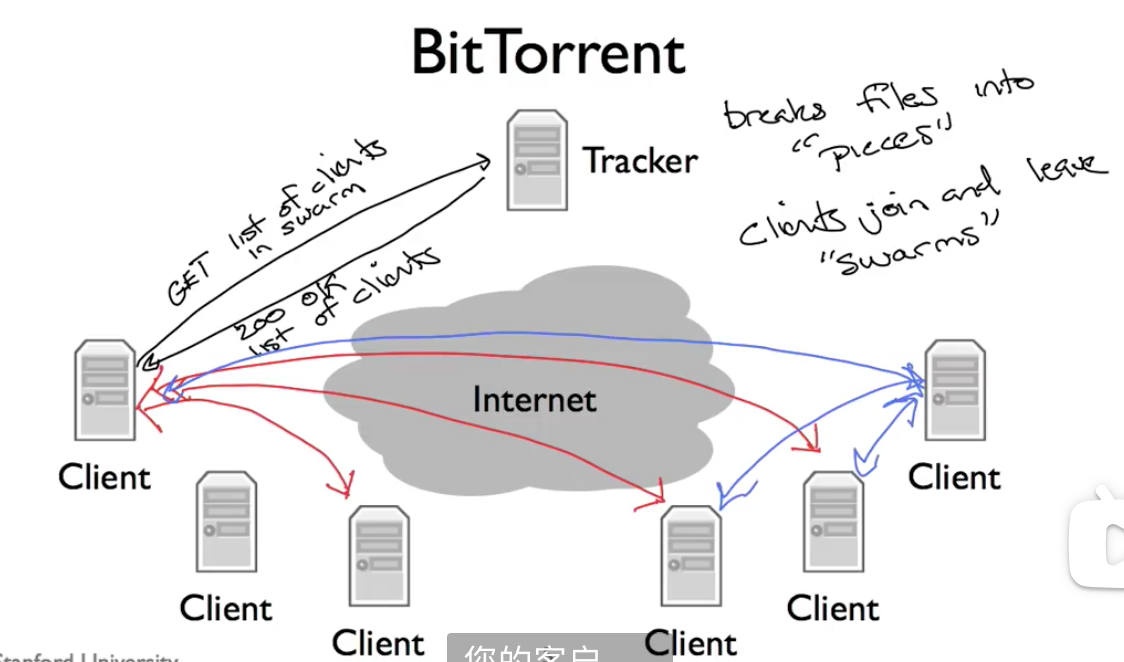 BitTorrent
breaks files into
"pieces"
Tracker
clients join and leave
"swarms"
GET list of clients
in swarm
200 OK
list of clients
Internet
Client
Client
Client
Client
Client
Client
Stanford University
您的客户